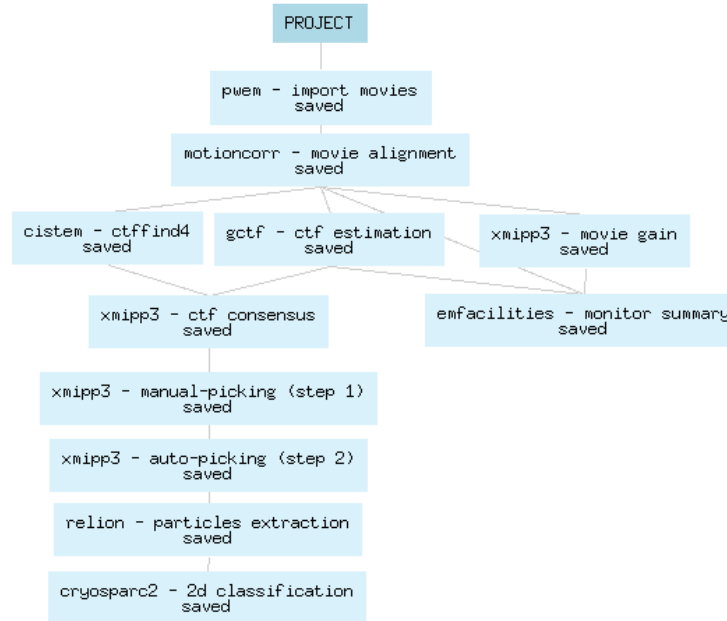 PROJECT
pwem - import movies
saved
motioncorr - movie alignment
saved
cistem - ctffind4
saved
gctf - ctf estimation
saved
xmipp3 - movie gain
saved
xmipp3 - ctf consensus
saved
emfacilities - monitor summary
saved
xmipp3 - manual-picking (step 1)
saved
xmipp3 - auto-picking (step 2)
saved
relion - particles extraction
saved
cryosparc2 - 2d classification
saved